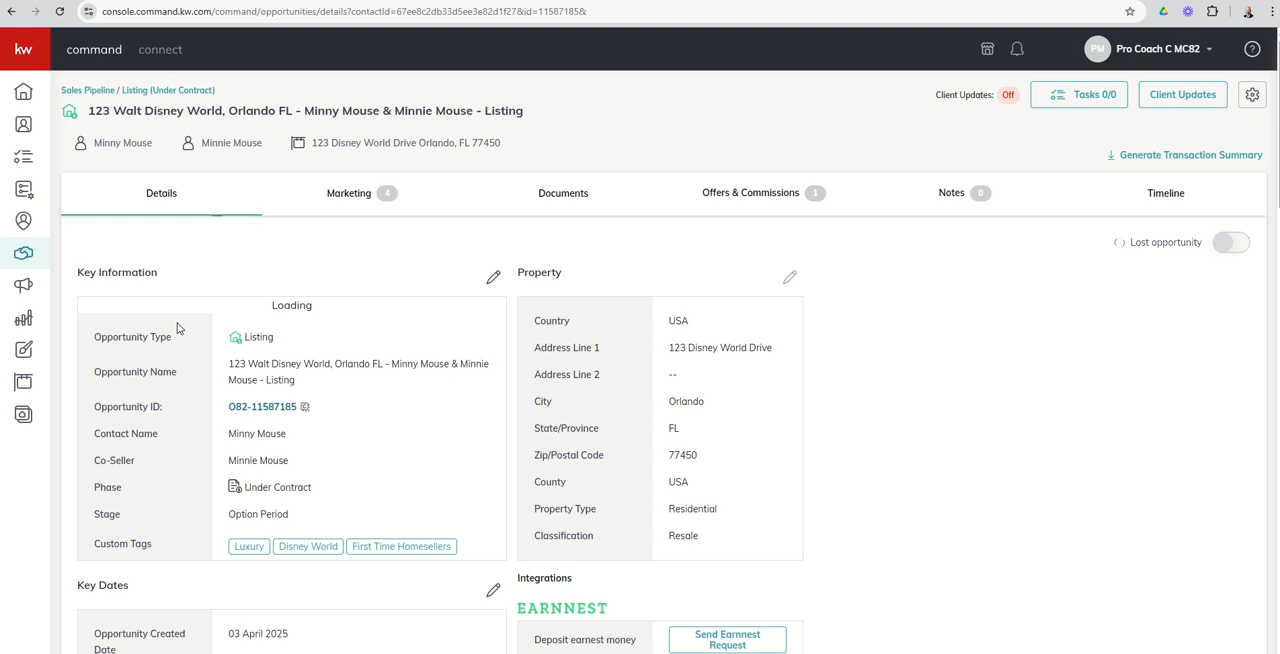 console.command.kw.com/command/opportunities/details?contactId=67ee8c2db33d5ee3e82d1f27&id=11587185&
kw
command connect
PM Pro Coach C MC82
Sales Pipeline / Listing (Under Contract)
123 Walt Disney World, Orlando FL - Minny Mouse & Minnie Mouse - Listing
Client Updates: Off
Tasks 0/0
Client Updates
Minny Mouse
Minnie Mouse
123 Disney World Drive Orlando, FL 77450
Generate Transaction Summary
Details
Marketing 4
Documents
Offers & Commissions 1
Notes 0
Timeline
Lost opportunity
Key Information
Loading
Opportunity Type Listing
Opportunity Name 123 Walt Disney World, Orlando FL - Minny Mouse & Minnie
Mouse - Listing
Opportunity ID: O82-11587185
Contact Name Minny Mouse
Co-Seller Minnie Mouse
Phase Under Contract
Stage Option Period
Custom Tags Luxury Disney World First Time Homesellers
Property
Country USA
Address Line 1 123 Disney World Drive
Address Line 2 --
City Orlando
State/Province FL
Zip/Postal Code 77450
County USA
Property Type Residential
Classification Resale
Key Dates
Opportunity Created
Date
03 April 2025
Integrations
EARNNEST
Deposit earnest money
Send Earnnest
Request